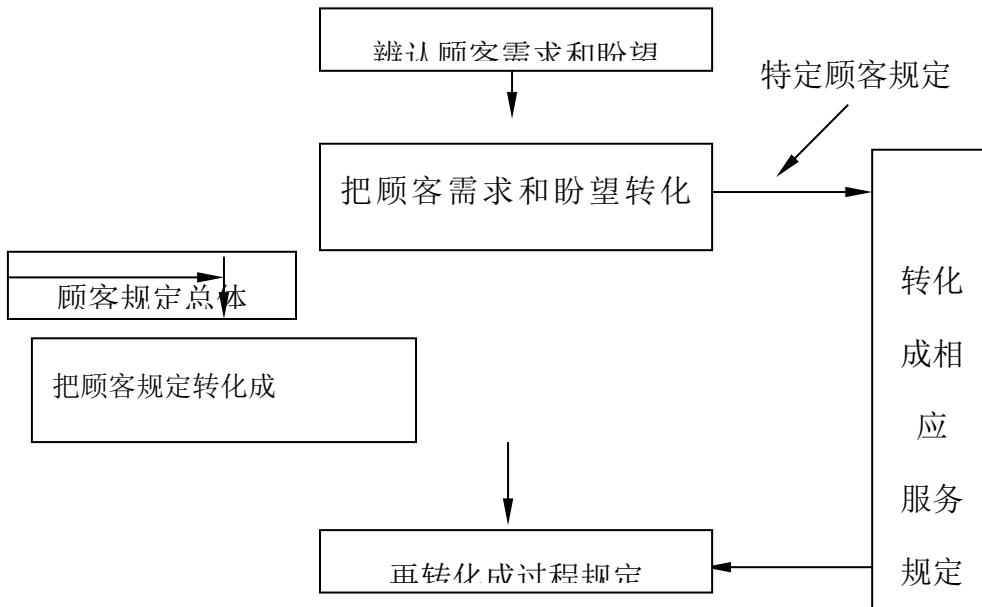 辨认顾客需求和盼望
特定顾客规定
把顾客需求和盼望转化
顾客规定总体
把顾客规定转化成
转化
成相
应
服务
规定
再转化成过程规定